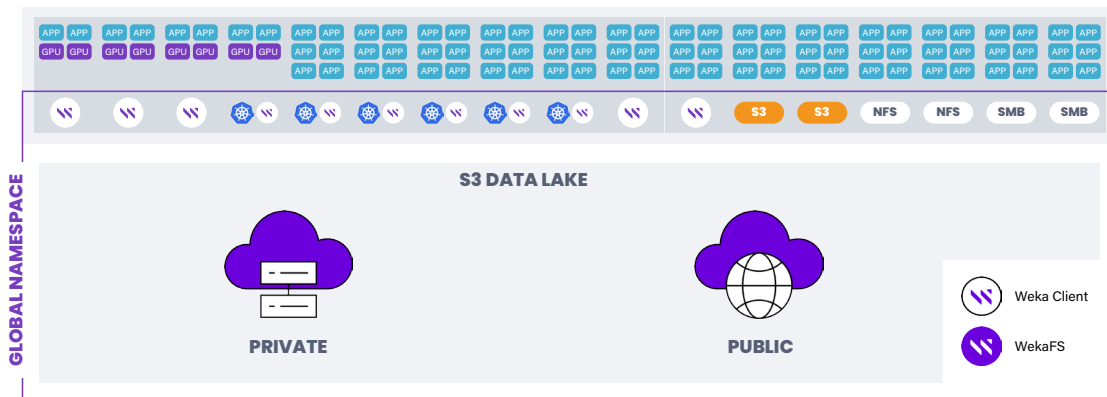 APP APP APP APP APP APP APP APP APP APP APP APP APP APP APP APP APP APP APP APP APP APP APP APP APP APP APP APP APP APP APP APP APP APP
GPU GPU GPU GPU GPU GPU GPU GPU APP APP APP APP APP APP APP APP APP APP APP APP APP APP APP APP APP APP APP APP APP APP APP APP APP APP
APP APP APP APP APP APP APP APP APP APP APP APP APP APP APP APP APP APP APP APP APP APP APP APP APP APP
S3 S3 NFS NFS SMB SMB
GLOBAL NAMESPACE
S3 DATA LAKE
PRIVATE
PUBLIC
Weka Client
WekaFS